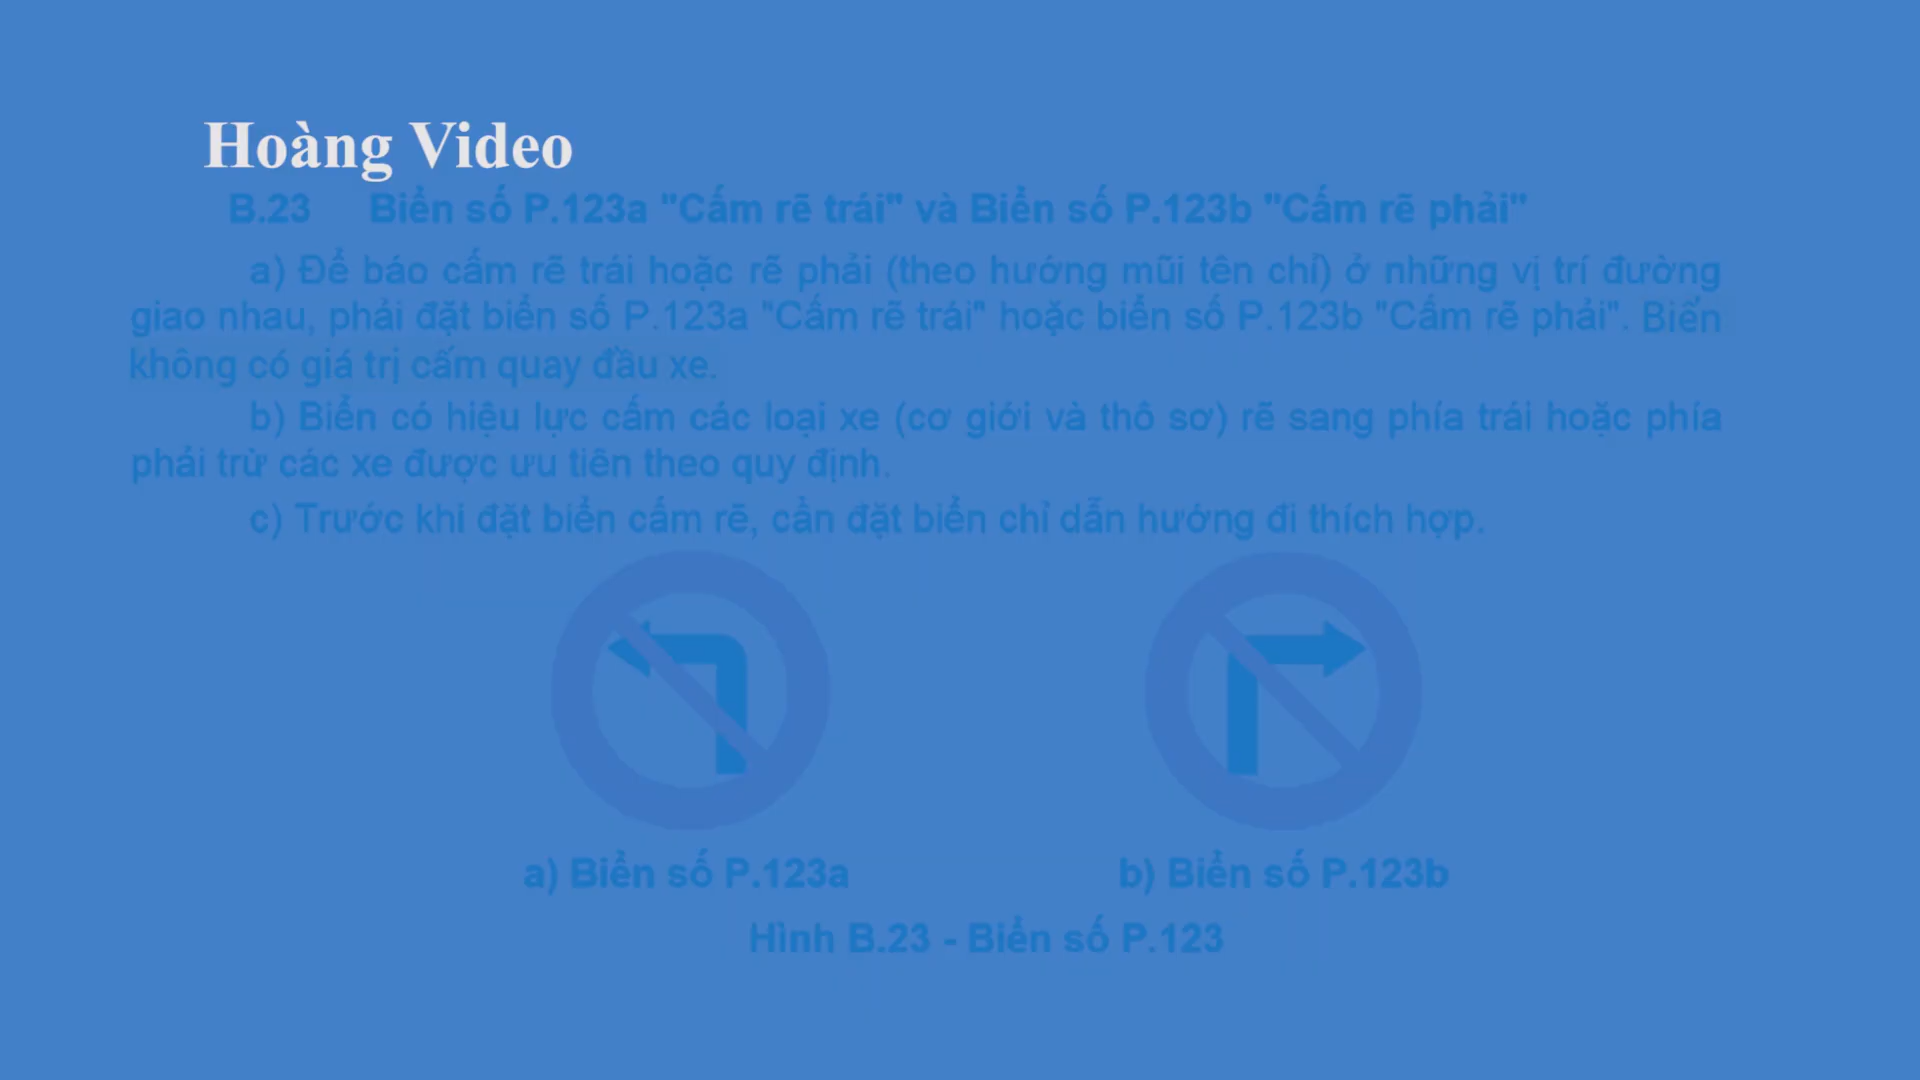 Hoàng Video
B.23 Biển số P.123a "Cấm rẽ trái" và Biển số P.123b "Cấm rẽ phải"
a) Để báo cấm rẽ trái hoặc rẽ phải (theo hướng mũi tên chỉ) ở những vị trí đường
giao nhau, phải đặt biển số P.123a "Cấm rẽ trái" hoặc biển số P.123b "Cấm rẽ phải". Biển
không có giá trị cấm quay đầu xe.
b) Biển có hiệu lực cấm các loại xe (cơ giới và thô sơ) rẽ sang phía trái hoặc phía
phải trừ các xe được ưu tiên theo quy định.
c) Trước khi đặt biển cấm rẽ, cần đặt biển chỉ dẫn hướng đi thích hợp.
a) Biển số P.123a b) Biển số P.123b
Hình B.23 - Biển số P.123